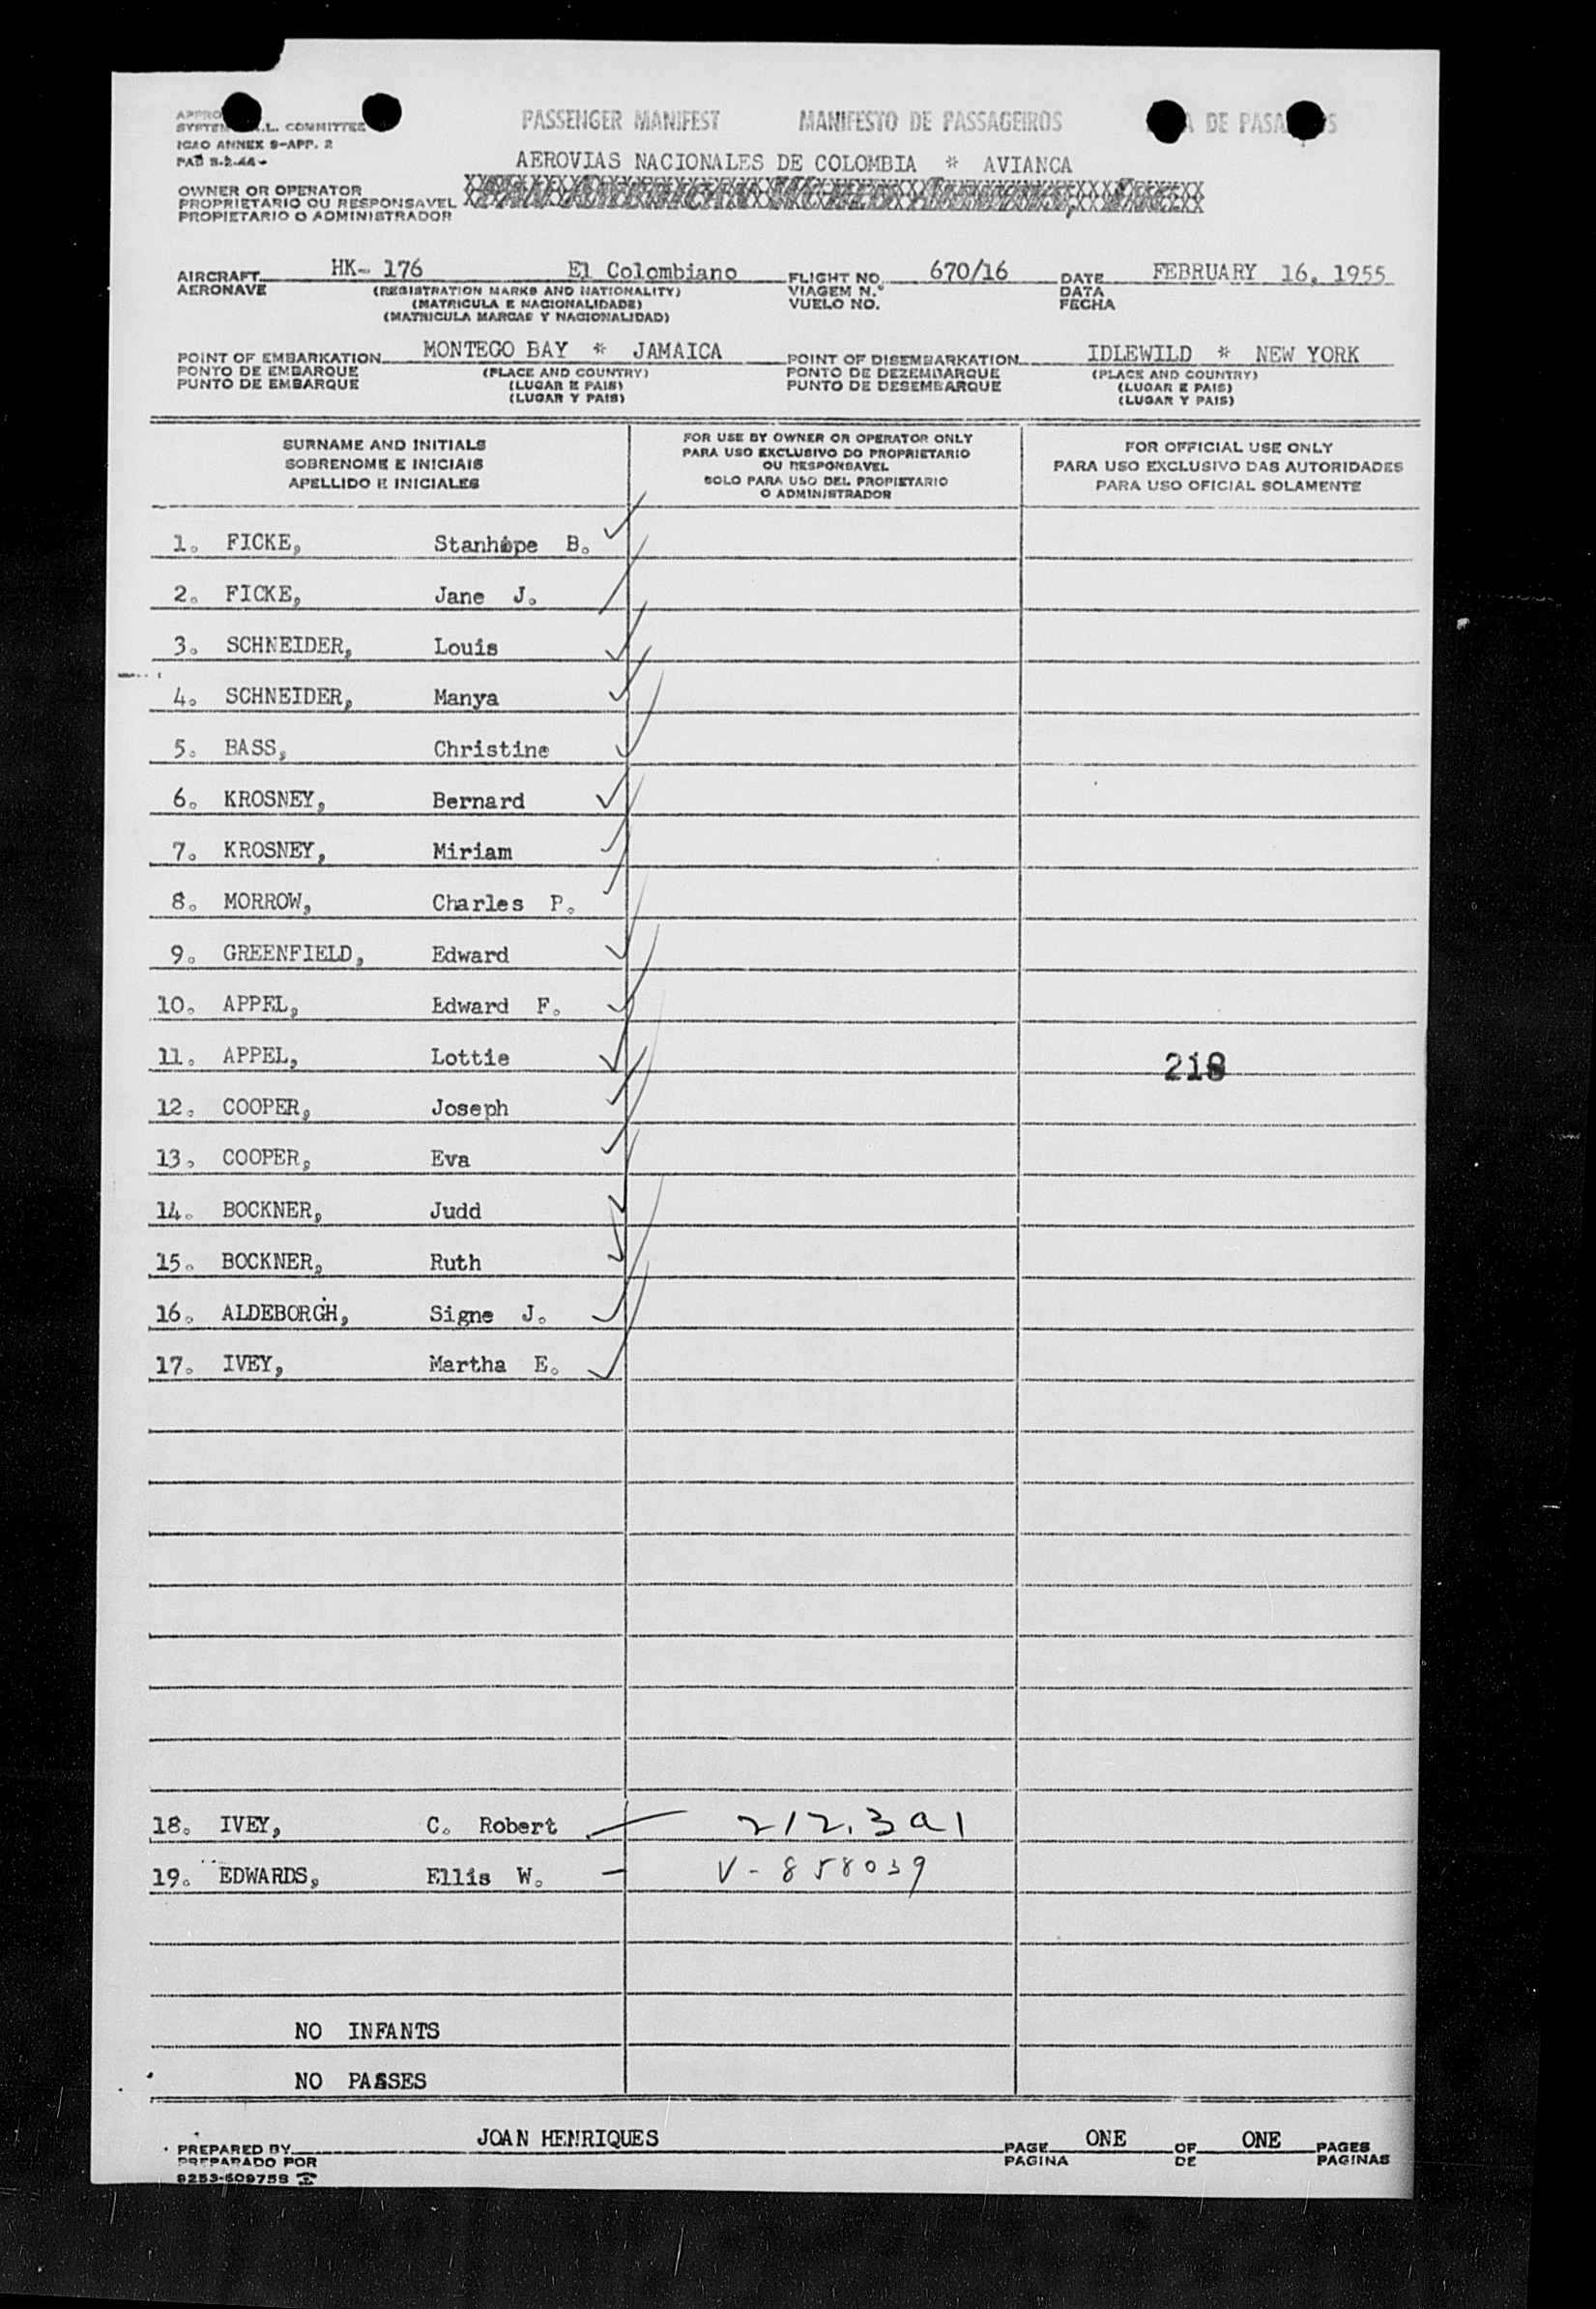 PASSENGER MANIFEST MANIFESTO DE PASSAGEIROS DE
COMMITTEE
ICAO ANNEX 9-APP. 2
AEROVIAS NACIONALES DE COLOMBIA * AVIANCA
OWNER OR OPERATOR
PROPRIETARIO OU RESPONSAVEL
PROPIETARIO O ADMINISTRADOR
AIRCRAFT HK- 176 El Colombiano FLIGHT NO. 670/16 DATE FEBRUARY 16, 1955
AERONAVE (REGISTRATION MARKS AND NATIONALITY) VIAGEM N.º DATA
(MATRICULA E NACIONALIDADE) VUELO NO. FECHA
(MATRICULA MARCAS Y NACIONALIDAD)
POINT OF EMBARKATION MONTEGO BAY * JAMAICA POINT OF DISEMBARKATION IDLEWILD * NEW YORK
PONTO DE EMBARQUE (PLACE AND COUNTRY) PONTO DE DEZEMBARQUE (PLACE AND COUNTRY)
PUNTO DE EMBARQUE (LUGAR E PAIS) PUNTO DE DESEMBARQUE (LUGAR E PAIS)
(LUGAR Y PAIS) (LUGAR Y PAIS)
SURNAME AND INITIALS
SOBRENOME E INICIAIS
APELLIDO E INICIALES
FOR USE BY OWNER OR OPERATOR ONLY
PARA USO EXCLUSIVO DO PROPRIETARIO
OU RESPONSAVEL
SOLO PARA USO DEL PROPIETARIO
O ADMINISTRADOR
FOR OFFICIAL USE ONLY
PARA USO EXCLUSIVO DAS AUTORIDADES
PARA USO OFICIAL SOLAMENTE
1. FICKE, Stanhope B.
2. FICKE, Jane J.
3. SCHNEIDER, Louis
4. SCHNEIDER, Manya
5. BASS, Christine
6. KROSNEY, Bernard
7. KROSNEY, Miriam
8. MORROW, Charles P.
9. GREENFIELD, Edward
10. APPEL, Edward F.
11. APPEL, Lottie 218
12. COOPER, Joseph
13. COOPER, Eva
14. BOCKNER, Judd
15. BOCKNER, Ruth
16. ALDEBORGH, Signe J.
17. IVEY, Martha E.
18. IVEY, C. Robert 212.3a1
19. EDWARDS, Ellis W. V-858039
NO INFANTS
NO PASSES
PREPARED BY JOAN HENRIQUES PAGE ONE OF ONE PAGES
PREPARADO POR PAGINA DE PAGINAS
9253-509758